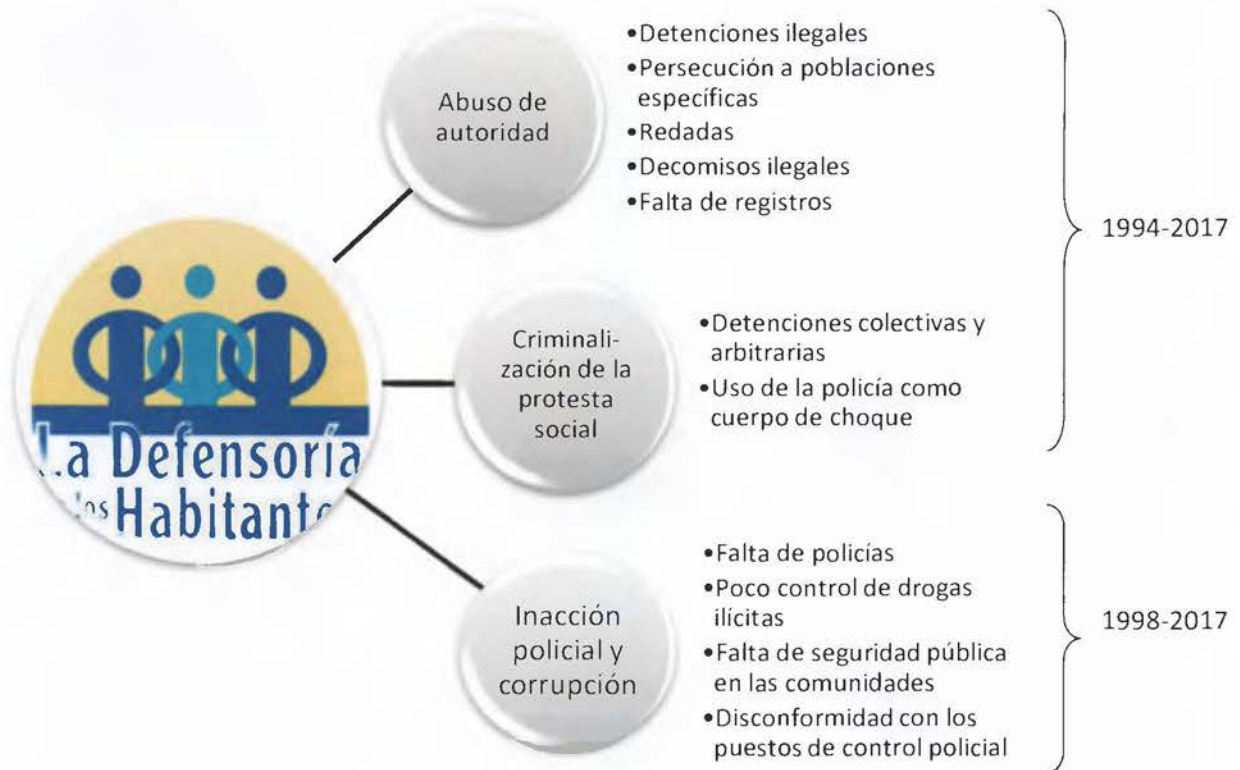 Abuso de
autoridad
•Detenciones ilegales
•Persecución a poblaciones
específicas
•Redadas
•Decomisos ilegales
•Falta de registros
1994-2017
La Defensoría
los Habitante
Criminali-
zación de la
protesta
social
•Detenciones colectivas y
arbitrarias
•Uso de la policía como
cuerpo de choque
Inacción
policial y
corrupción
•Falta de policías
•Poco control de drogas
ilícitas
•Falta de seguridad pública
en las comunidades
•Disconformidad con los
puestos de control policial
1998-2017